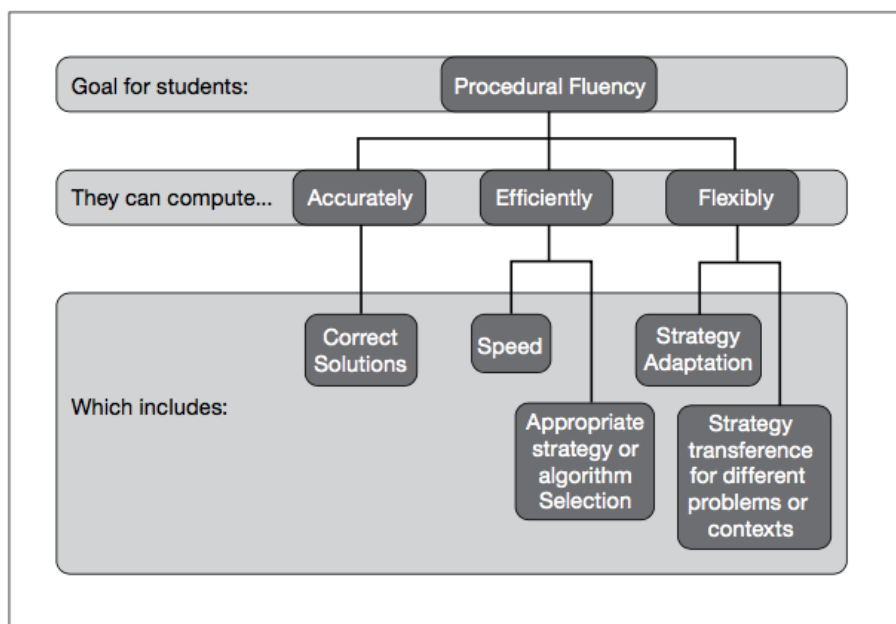 Goal for students:
Procedural Fluency
They can compute...
Accurately
Efficiently
Flexibly
Which includes:
Correct
Solutions
Speed
Appropriate
strategy or
algorithm
Selection
Strategy
Adaptation
Strategy
transference
for different
problems or
contexts